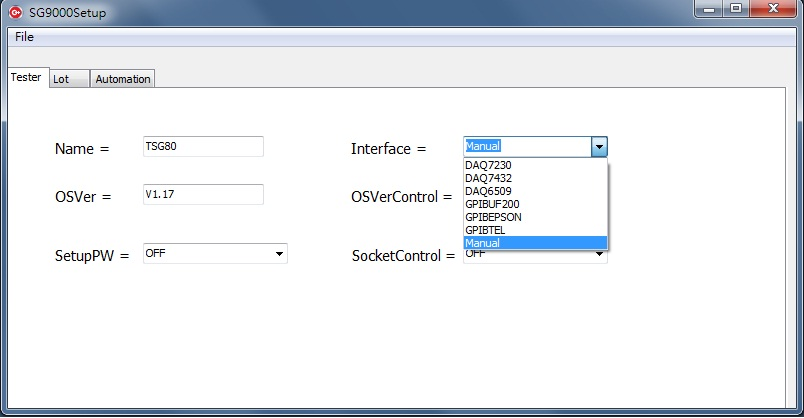 SG9000Setup
File
Tester Lot Automation
Name = TSG80 Interface = Manual
DAQ7230
DAQ7432
DAQ6509
GPIBUF200
GPIBEPSON
GPIBTEL
Manual
OSVer = V1.17 OSVerControl =
SetupPW = OFF SocketControl = OFF